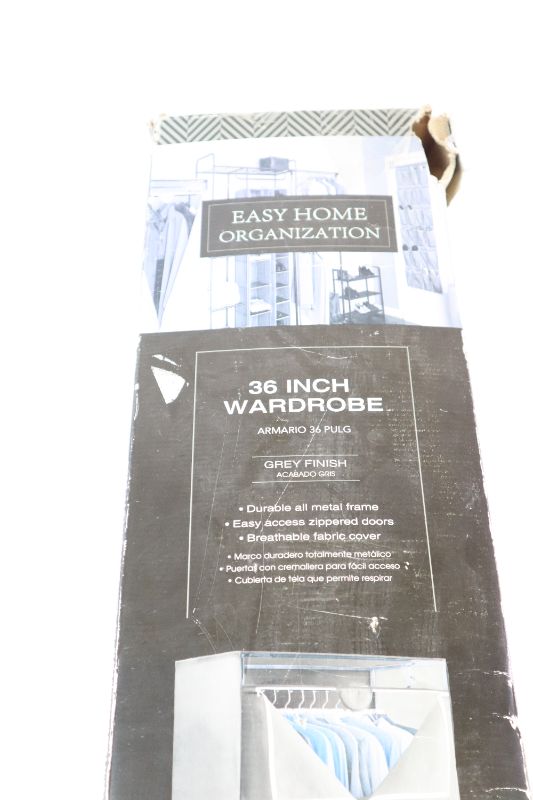 EASY HOME
ORGANIZATION
36 INCH
WARDROBE
ARMARIO 36 PULG
GREY FINISH
ACABADO GRIS
• Durable all metal frame
• Easy access zippered doors
• Breathable fabric cover
• Marco duradero totalmente metálico
• Puertas con cremallera para fácil acceso
• Cubierta de tela que permite respirar